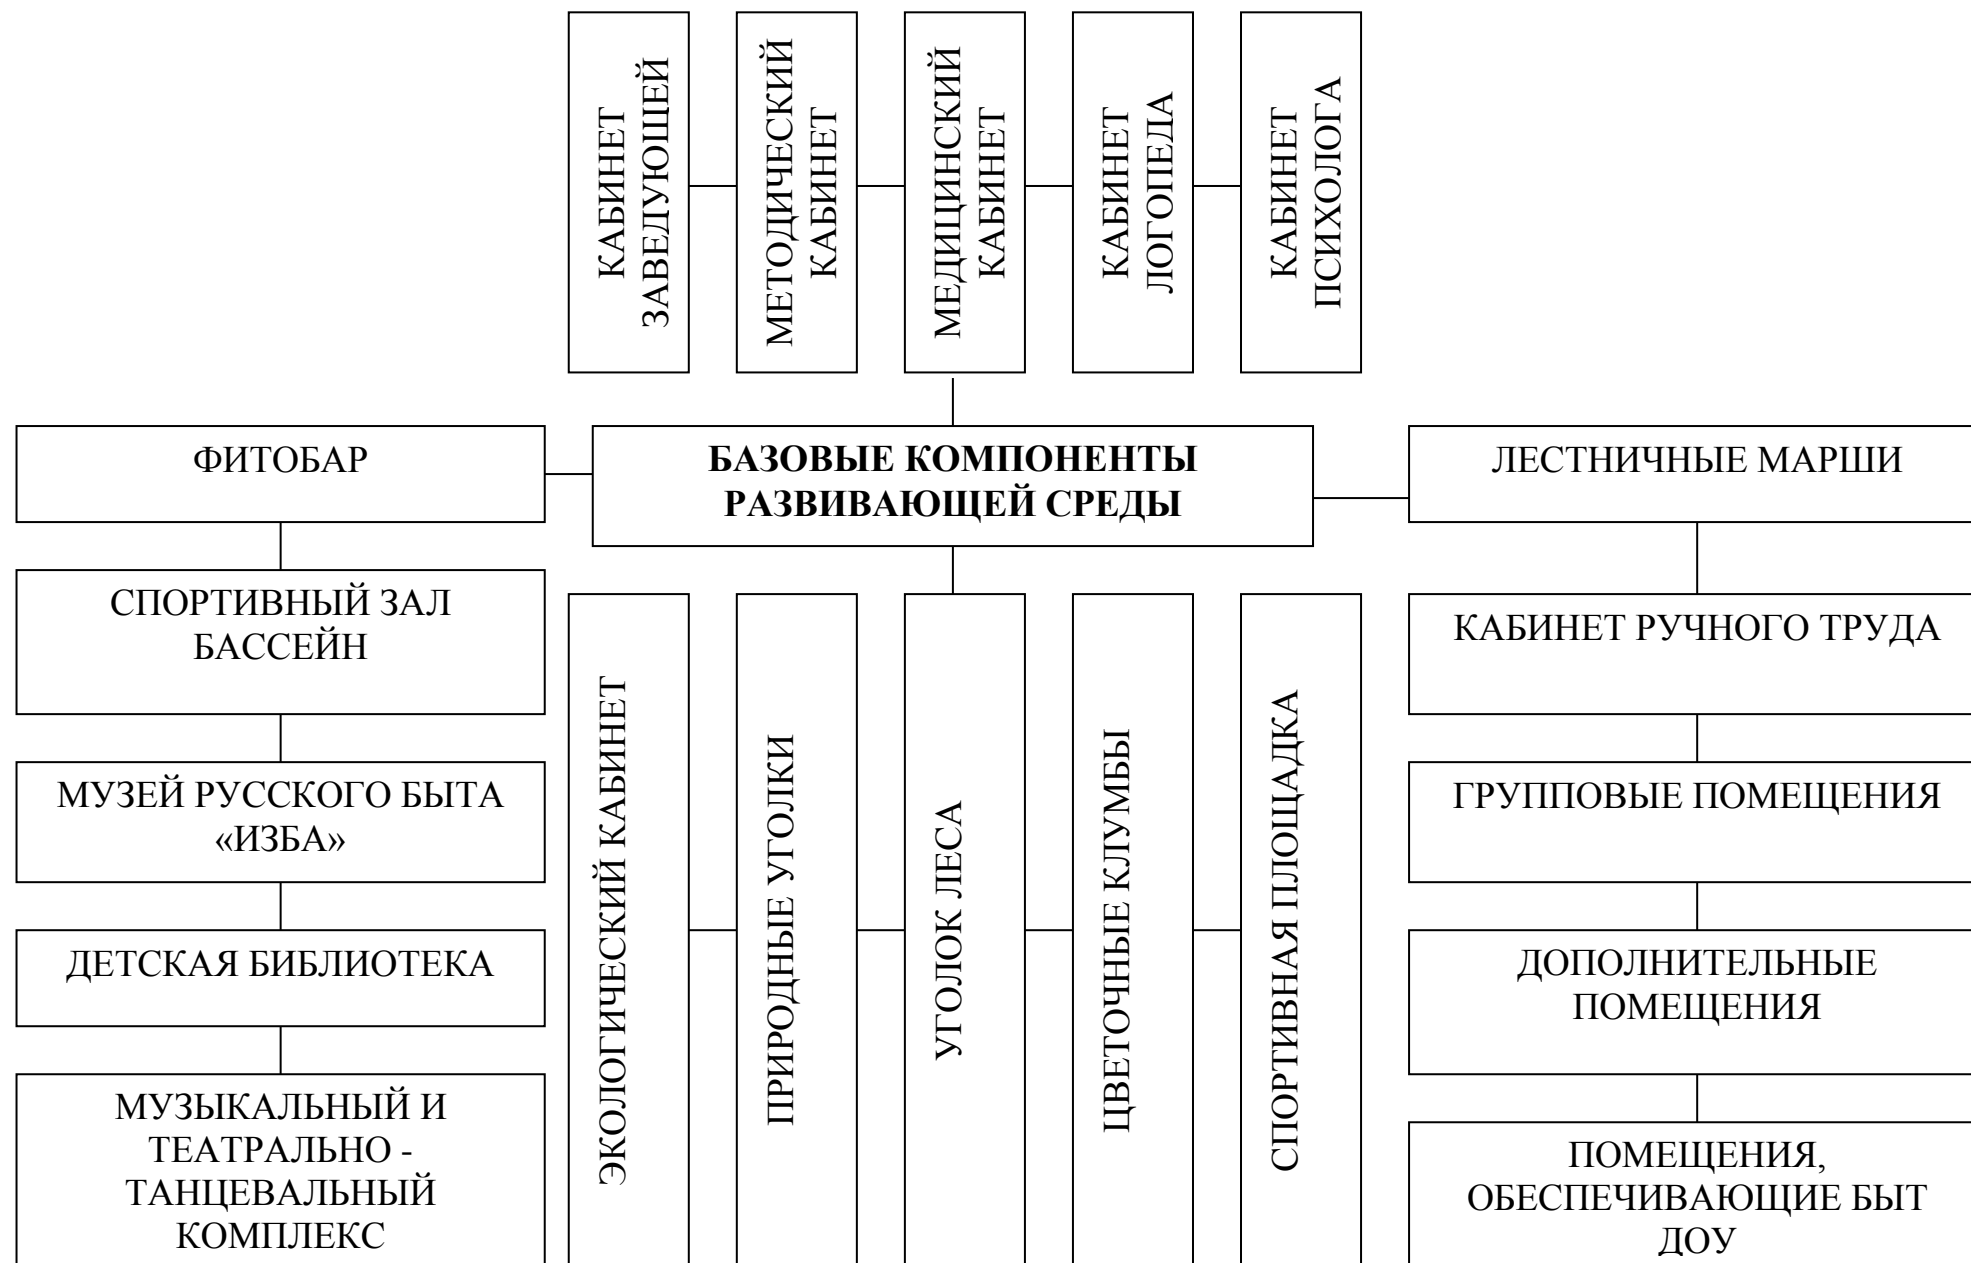 КАБИНЕТ
ЗАВЕДУЮЩЕЙ
МЕТОДИЧЕСКИЙ
КАБИНЕТ
МЕДИЦИНСКИЙ
КАБИНЕТ
КАБИНЕТ
ЛОГОПЕДА
КАБИНЕТ
ПСИХОЛОГА
ФИТОБАР
БАЗОВЫЕ КОМПОНЕНТЫ
РАЗВИВАЮЩЕЙ СРЕДЫ
ЛЕСТНИЧНЫЕ МАРШИ
СПОРТИВНЫЙ ЗАЛ
БАССЕЙН
МУЗЕЙ РУССКОГО БЫТА
«ИЗБА»
ДЕТСКАЯ БИБЛИОТЕКА
МУЗЫКАЛЬНЫЙ И
ТЕАТРАЛЬНО -
ТАНЦЕВАЛЬНЫЙ
КОМПЛЕКС
ЭКОЛОГИЧЕСКИЙ КАБИНЕТ
ПРИРОДНЫЕ УГОЛКИ
УГОЛОК ЛЕСА
ЦВЕТОЧНЫЕ КЛУМБЫ
СПОРТИВНАЯ ПЛОЩАДКА
КАБИНЕТ РУЧНОГО ТРУДА
ГРУППОВЫЕ ПОМЕЩЕНИЯ
ДОПОЛНИТЕЛЬНЫЕ
ПОМЕЩЕНИЯ
ПОМЕЩЕНИЯ,
ОБЕСПЕЧИВАЮЩИЕ БЫТ
ДОУ